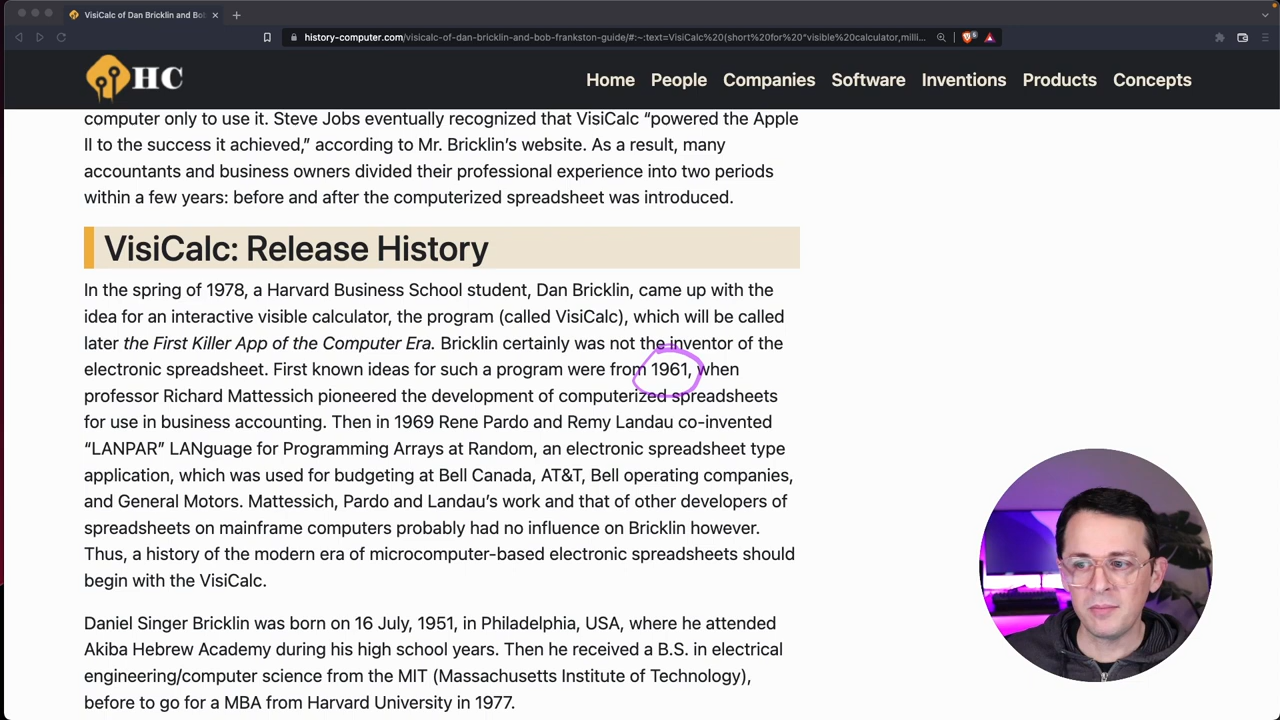 VisiCalc of Dan Bricklin and Bob
history-computer.com/visicalc-of-dan-bricklin-and-bob-frankston-guide/#:~:text=VisiCalc%20(short%20for%20"visible%20calculator,milli...
HC
Home People Companies Software Inventions Products Concepts
computer only to use it. Steve Jobs eventually recognized that VisiCalc “powered the Apple
II to the success it achieved,” according to Mr. Bricklin’s website. As a result, many
accountants and business owners divided their professional experience into two periods
within a few years: before and after the computerized spreadsheet was introduced.
VisiCalc: Release History
In the spring of 1978, a Harvard Business School student, Dan Bricklin, came up with the
idea for an interactive visible calculator, the program (called VisiCalc), which will be called
later the First Killer App of the Computer Era. Bricklin certainly was not the inventor of the
electronic spreadsheet. First known ideas for such a program were from 1961, when
professor Richard Mattessich pioneered the development of computerized spreadsheets
for use in business accounting. Then in 1969 Rene Pardo and Remy Landau co-invented
“LANPAR” LANguage for Programming Arrays at Random, an electronic spreadsheet type
application, which was used for budgeting at Bell Canada, AT&T, Bell operating companies,
and General Motors. Mattessich, Pardo and Landau’s work and that of other developers of
spreadsheets on mainframe computers probably had no influence on Bricklin however.
Thus, a history of the modern era of microcomputer-based electronic spreadsheets should
begin with the VisiCalc.
Daniel Singer Bricklin was born on 16 July, 1951, in Philadelphia, USA, where he attended
Akiba Hebrew Academy during his high school years. Then he received a B.S. in electrical
engineering/computer science from the MIT (Massachusetts Institute of Technology),
before to go for a MBA from Harvard University in 1977.